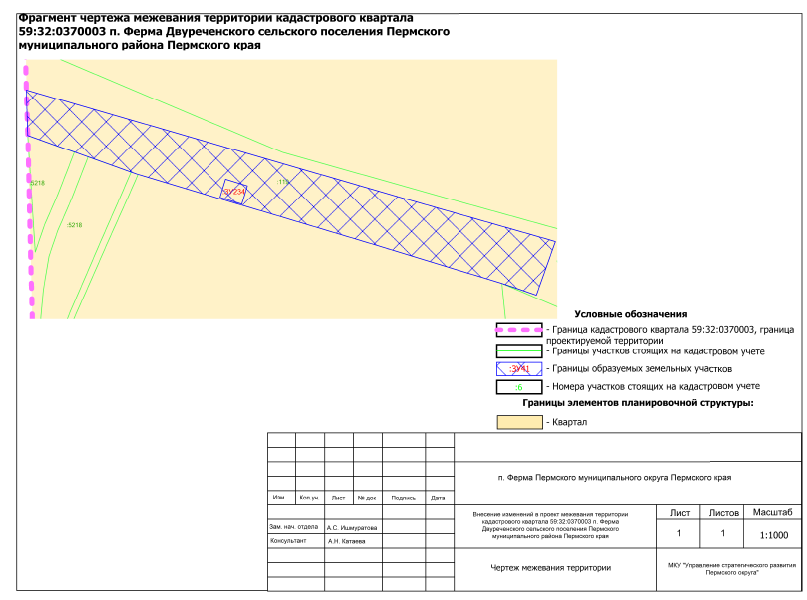 Фрагмент чертежа межевания территории кадастрового квартала
59:32:0370003 п. Ферма Двуреченского сельского поселения Пермского
муниципального района Пермского края
:5218
:5218
Условные обозначения
- Граница кадастрового квартала 59:32:0370003, граница
проектируемой территории
- Границы участков стоящих на кадастровом учете
:ЗУ41 - Границы образуемых земельных участков
:6 - Номера участков стоящих на кадастровом учете
Границы элементов планировочной структуры:
- Квартал
п. Ферма Пермского муниципального округа Пермского края
Изм Кол.уч Лист № док Подпись Дата
Внесение изменений в проект межевания территории
кадастрового квартала 59:32:0370003 п. Ферма
Двуреченского сельского поселения Пермского
муниципального района Пермского края
Лист Листов Масштаб
Зам. нач. отдела А.С. Ишмуратова
Консультант А.Н. Катаева
1 1 1:1000
Чертеж межевания территории
МКУ "Управление стратегического развития
Пермского округа"